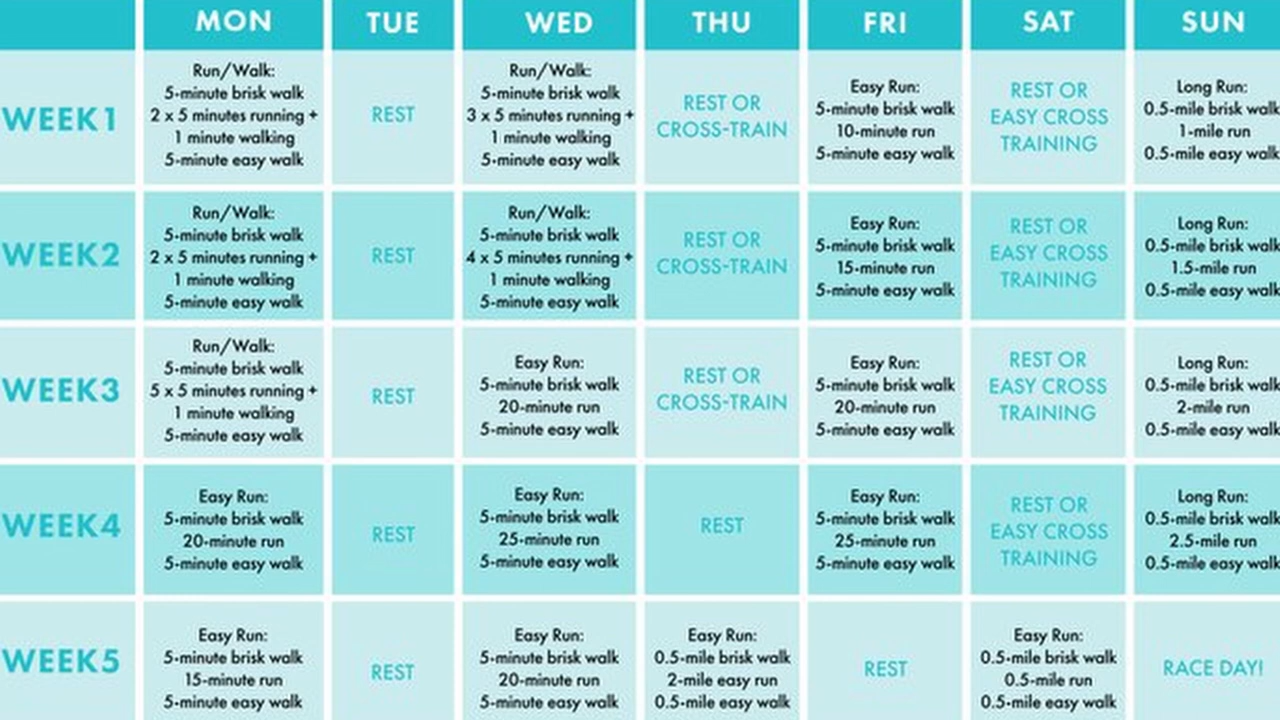 MON TUE WED THU FRI SAT SUN
WEEK1
Run/Walk:
5-minute brisk walk
2 x 5 minutes running +
1 minute walking
5-minute easy walk
REST
Run/Walk:
5-minute brisk walk
3 x 5 minutes running +
1 minute walking
5-minute easy walk
REST OR
CROSS-TRAIN
Easy Run:
5-minute brisk walk
10-minute run
5-minute easy walk
REST OR
EASY CROSS
TRAINING
Long Run:
0.5-mile brisk walk
1-mile run
0.5-mile easy walk
WEEK2
Run/Walk:
5-minute brisk walk
2 x 5 minutes running +
1 minute walking
5-minute easy walk
REST
Run/Walk:
5-minute brisk walk
4 x 5 minutes running +
1 minute walking
5-minute easy walk
REST OR
CROSS-TRAIN
Easy Run:
5-minute brisk walk
15-minute run
5-minute easy walk
REST OR
EASY CROSS
TRAINING
Long Run:
0.5-mile brisk walk
1.5-mile run
0.5-mile easy walk
WEEK3
Run/Walk:
5-minute brisk walk
5 x 5 minutes running +
1 minute walking
5-minute easy walk
REST
Easy Run:
5-minute brisk walk
20-minute run
5-minute easy walk
REST OR
CROSS-TRAIN
Easy Run:
5-minute brisk walk
20-minute run
5-minute easy walk
REST OR
EASY CROSS
TRAINING
Long Run:
0.5-mile brisk walk
2-mile run
0.5-mile easy walk
WEEK4
Easy Run:
5-minute brisk walk
20-minute run
5-minute easy walk
REST
Easy Run:
5-minute brisk walk
25-minute run
5-minute easy walk
REST
Easy Run:
5-minute brisk walk
25-minute run
5-minute easy walk
REST OR
EASY CROSS
TRAINING
Long Run:
0.5-mile brisk walk
2.5-mile run
0.5-mile easy walk
WEEK5
Easy Run:
5-minute brisk walk
15-minute run
5-minute easy walk
REST
Easy Run:
5-minute brisk walk
20-minute run
5-minute easy walk
Easy Run:
0.5-mile brisk walk
2-mile easy run
0.5-mile easy walk
REST
Easy Run:
0.5-mile brisk walk
0.5-mile run
0.5-mile easy walk
RACE DAY!